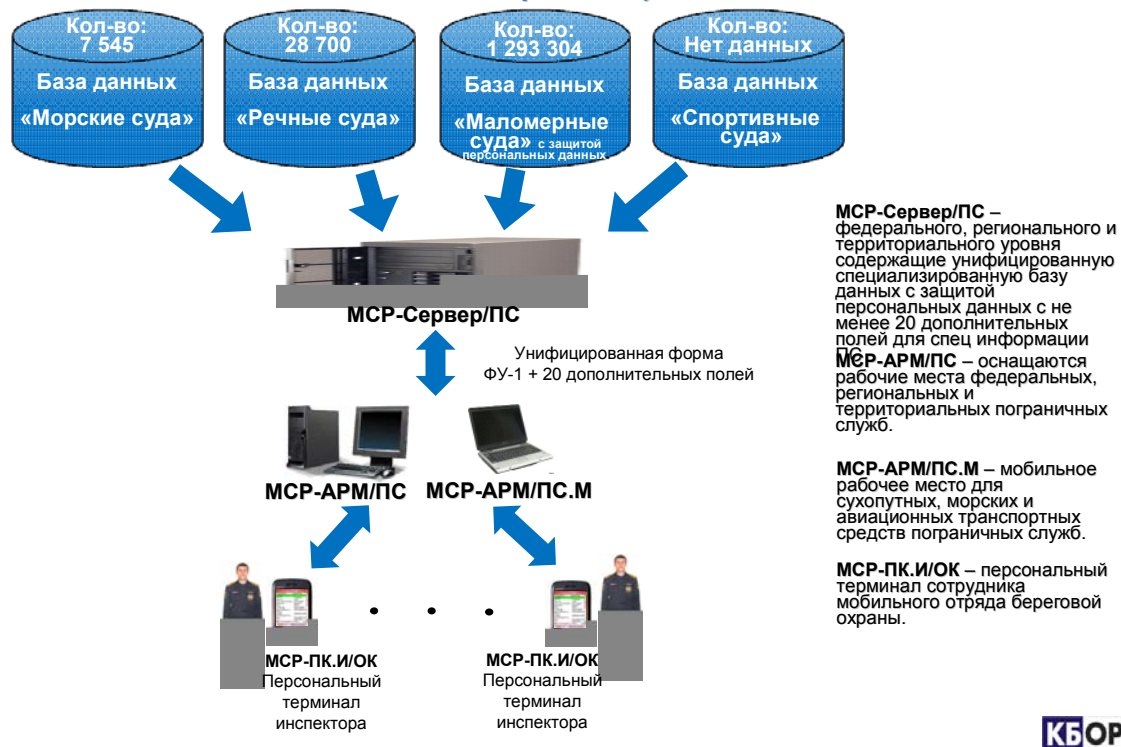 Кол-во:
7 545
База данных
«Морские суда»
Кол-во:
28 700
База данных
«Речные суда»
Кол-во:
1 293 304
База данных
«Маломерные
суда» с защитой
персональных данных
Кол-во:
Нет данных
База данных
«Спортивные
суда»
МСР-Сервер/ПС
Унифицированная форма
ФУ-1 + 20 дополнительных полей
МСР-АРМ/ПС
МСР-АРМ/ПС.М
МСР-ПК.И/ОК
Персональный
терминал
инспектора
МСР-ПК.И/ОК
Персональный
терминал
инспектора
МСР-Сервер/ПС –
федерального, регионального и
территориального уровня
содержащие унифицированную
специализированную базу
данных с защитой
персональных данных с не
менее 20 дополнительных
полей для спец информации
ПС
МСР-АРМ/ПС – оснащаются
рабочие места федеральных,
региональных и
территориальных пограничных
служб.
МСР-АРМ/ПС.М – мобильное
рабочее место для
сухопутных, морских и
авиационных транспортных
средств пограничных служб.
МСР-ПК.И/ОК – персональный
терминал сотрудника
мобильного отряда береговой
охраны.
КБОР